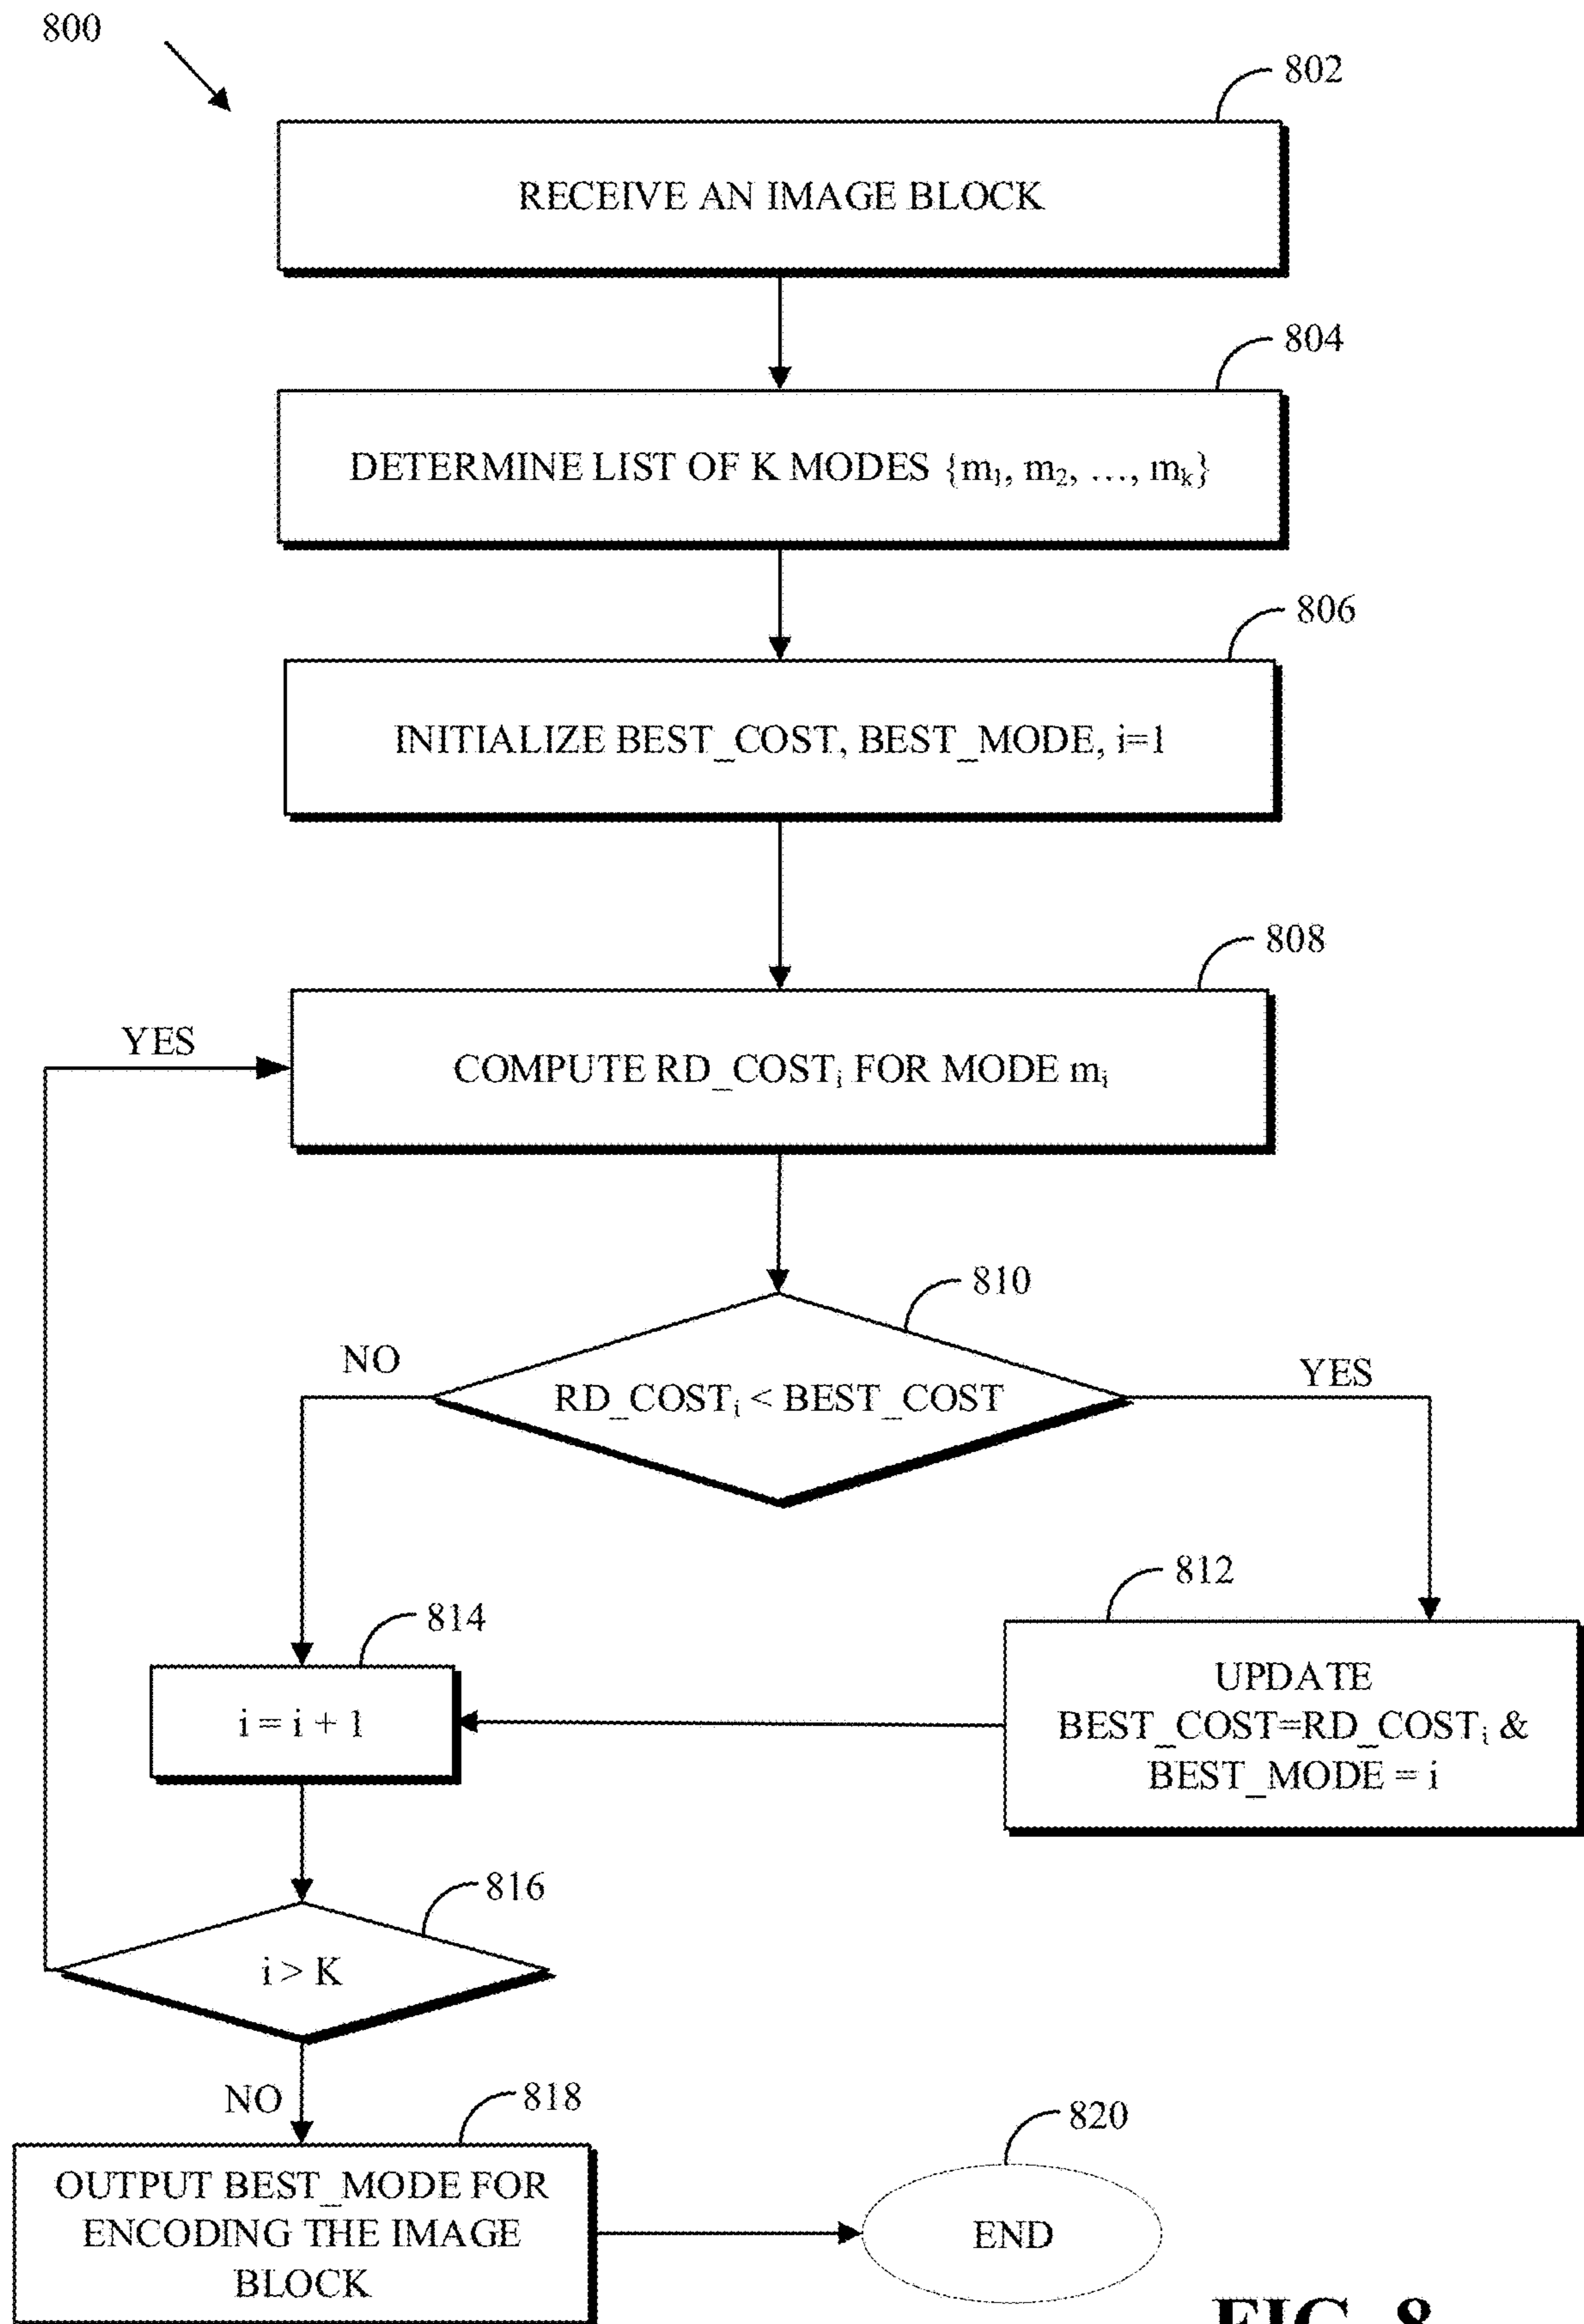 800
802
RECEIVE AN IMAGE BLOCK
804
DETERMINE LIST OF K MODES {m₁, m₂, …, mₖ}
806
INITIALIZE BEST_COST, BEST_MODE, i=1
808
YES
COMPUTE RD_COSTᵢ FOR MODE mᵢ
810
NO
RD_COSTᵢ < BEST_COST
YES
812
814
UPDATE
BEST_COST=RD_COSTᵢ &
BEST_MODE = i
i = i + 1
816
i > K
NO
818
820
OUTPUT BEST_MODE FOR
ENCODING THE IMAGE
BLOCK
END
FIG. 8